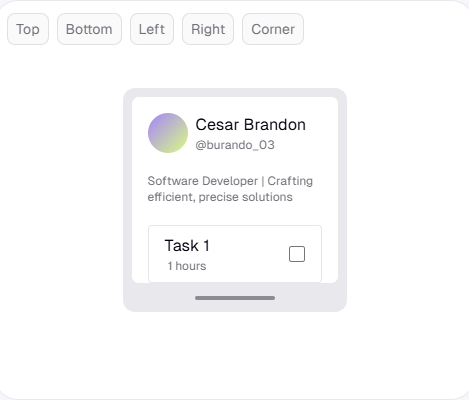 Top
Bottom
Left
Right
Corner
Cesar Brandon
@burando_03
Software Developer | Crafting
efficient, precise solutions
Task 1
1 hours